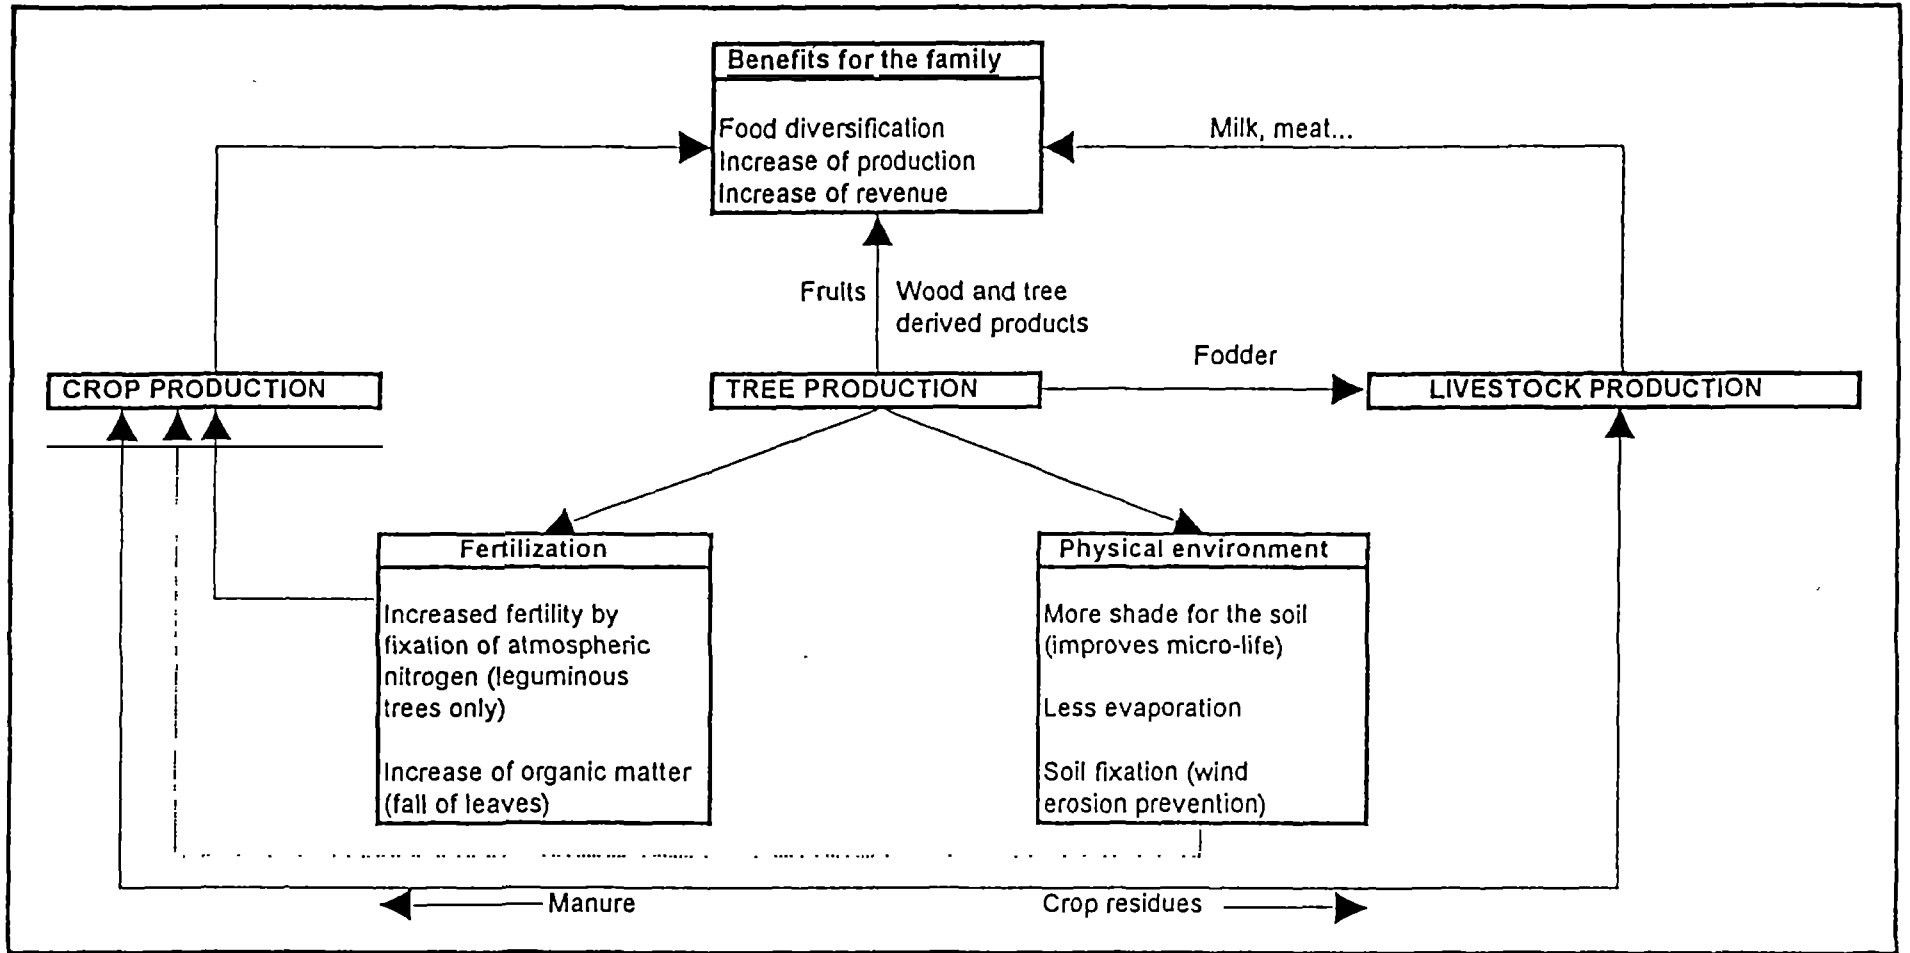 Benefits for the family
Food diversification
Increase of production
Increase of revenue
Milk, meat...
Fruits
Wood and tree
derived products
Fodder
CROP PRODUCTION
TREE PRODUCTION
LIVESTOCK PRODUCTION
Fertilization
Increased fertility by
fixation of atmospheric
nitrogen (leguminous
trees only)
Increase of organic matter
(fall of leaves)
Physical environment
More shade for the soil
(improves micro-life)
Less evaporation
Soil fixation (wind
erosion prevention)
Manure
Crop residues